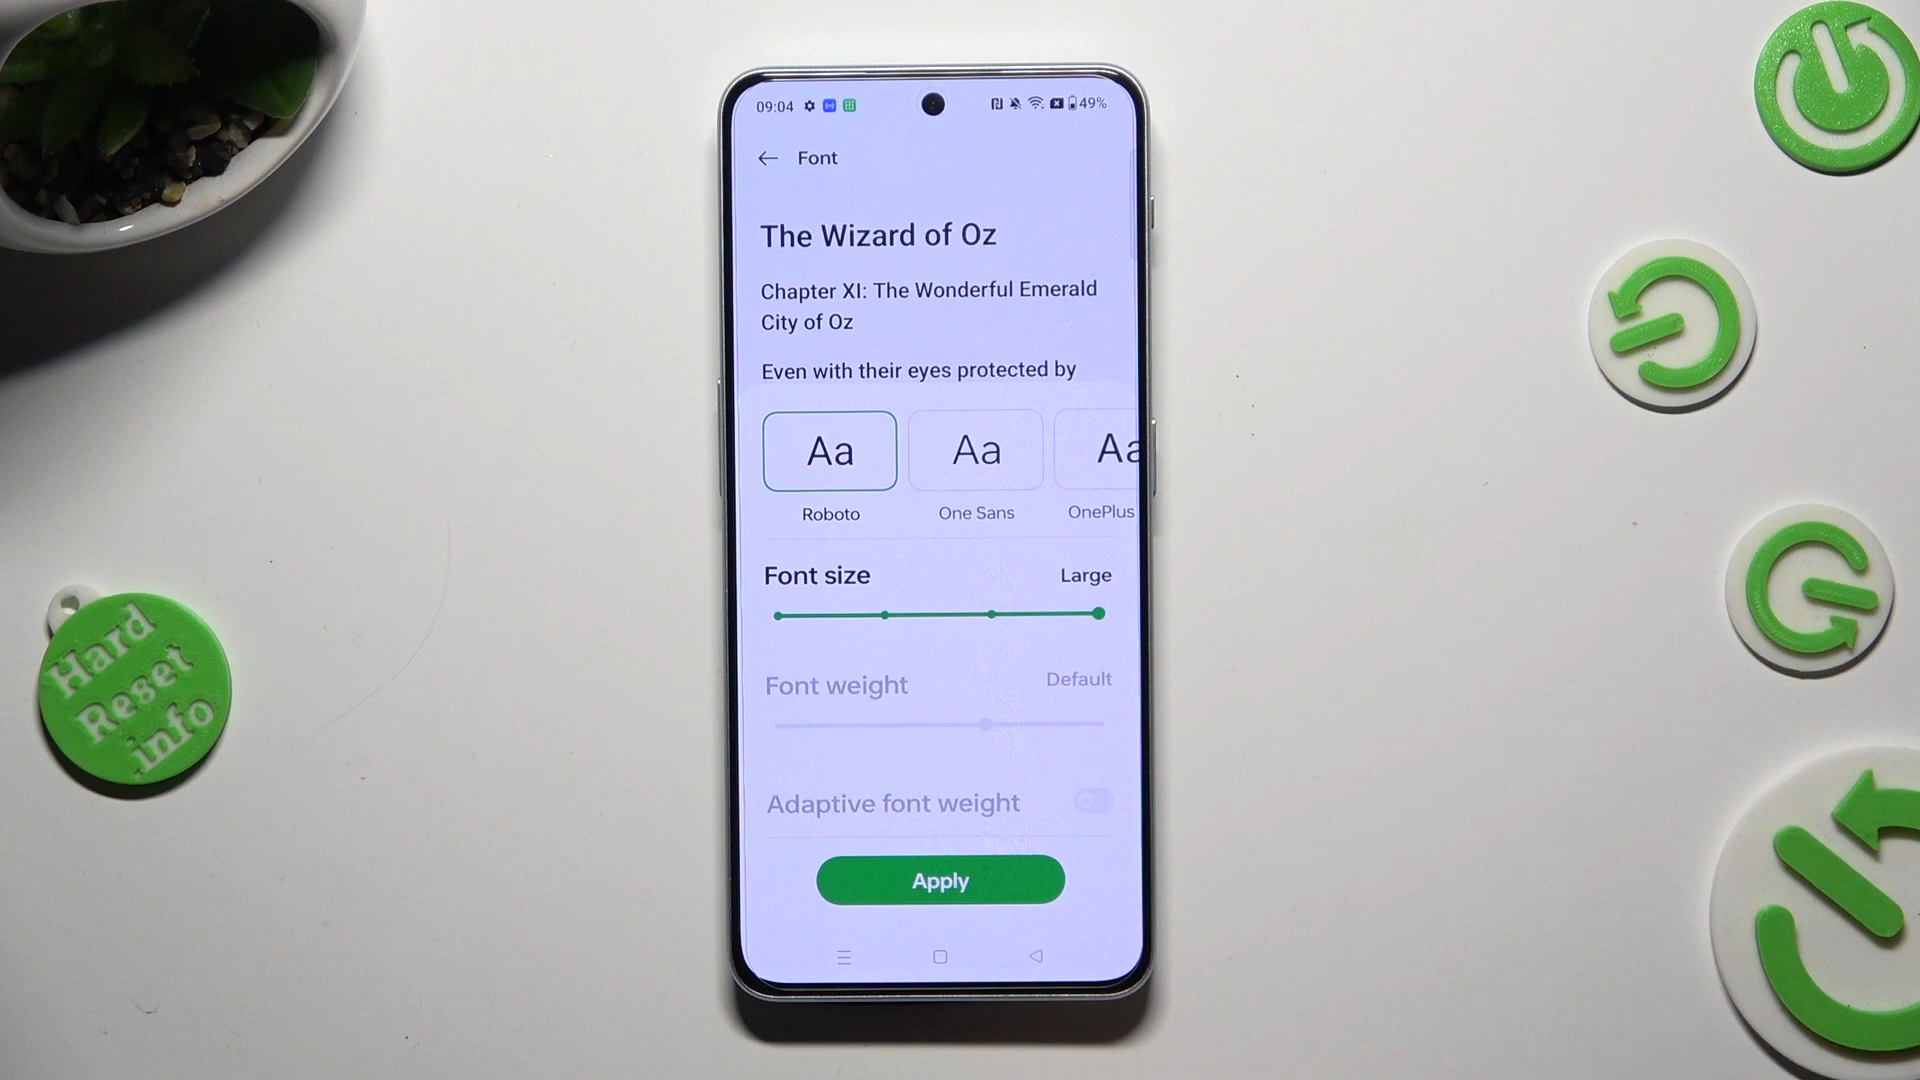 09:04
49%
Font
The Wizard of Oz
Chapter XI: The Wonderful Emerald
City of Oz
Even with their eyes protected by
Aa
Aa
Aa
Roboto
One Sans
OnePlus
Font size
Large
Font weight
Default
Adaptive font weight
Apply
Hard
Reset
.info